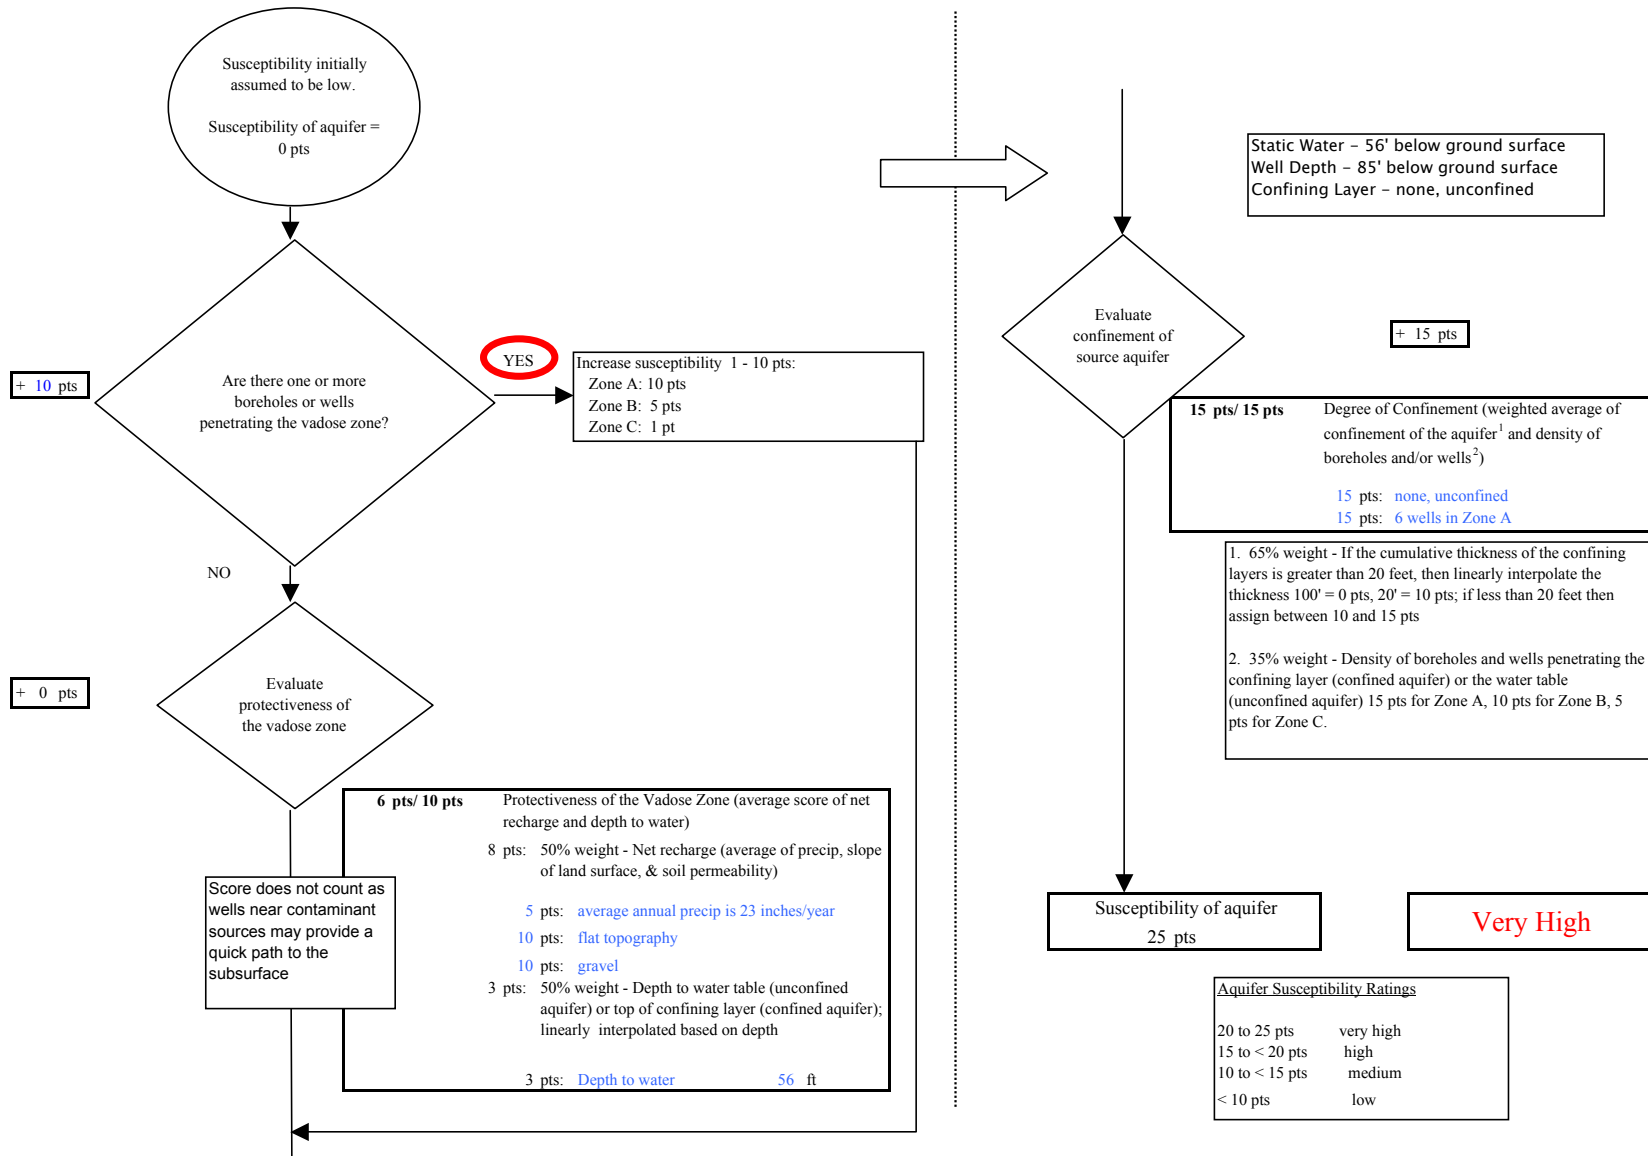 Susceptibility initially
assumed to be low.
Susceptibility of aquifer =
0 pts
+ 10 pts
Are there one or more
boreholes or wells
penetrating the vadose zone?
YES
Increase susceptibility 1 - 10 pts:
Zone A: 10 pts
Zone B: 5 pts
Zone C: 1 pt
NO
+ 0 pts
Evaluate
protectiveness of
the vadose zone
Score does not count as
wells near contaminant
sources may provide a
quick path to the
subsurface
6 pts/ 10 pts Protectiveness of the Vadose Zone (average score of net
recharge and depth to water)
8 pts: 50% weight - Net recharge (average of precip, slope
of land surface, & soil permeability)
5 pts: average annual precip is 23 inches/year
10 pts: flat topography
10 pts: gravel
3 pts: 50% weight - Depth to water table (unconfined
aquifer) or top of confining layer (confined aquifer);
linearly interpolated based on depth
3 pts: Depth to water 56 ft
Static Water – 56' below ground surface
Well Depth – 85' below ground surface
Confining Layer – none, unconfined
Evaluate
confinement of
source aquifer
+ 15 pts
15 pts/ 15 pts Degree of Confinement (weighted average of
confinement of the aquifer1 and density of
boreholes and/or wells2)
15 pts: none, unconfined
15 pts: 6 wells in Zone A
1. 65% weight - If the cumulative thickness of the confining
layers is greater than 20 feet, then linearly interpolate the
thickness 100' = 0 pts, 20' = 10 pts; if less than 20 feet then
assign between 10 and 15 pts
2. 35% weight - Density of boreholes and wells penetrating the
confining layer (confined aquifer) or the water table
(unconfined aquifer) 15 pts for Zone A, 10 pts for Zone B, 5
pts for Zone C.
Susceptibility of aquifer
25 pts
Very High
Aquifer Susceptibility Ratings
20 to 25 pts very high
15 to < 20 pts high
10 to < 15 pts medium
< 10 pts low